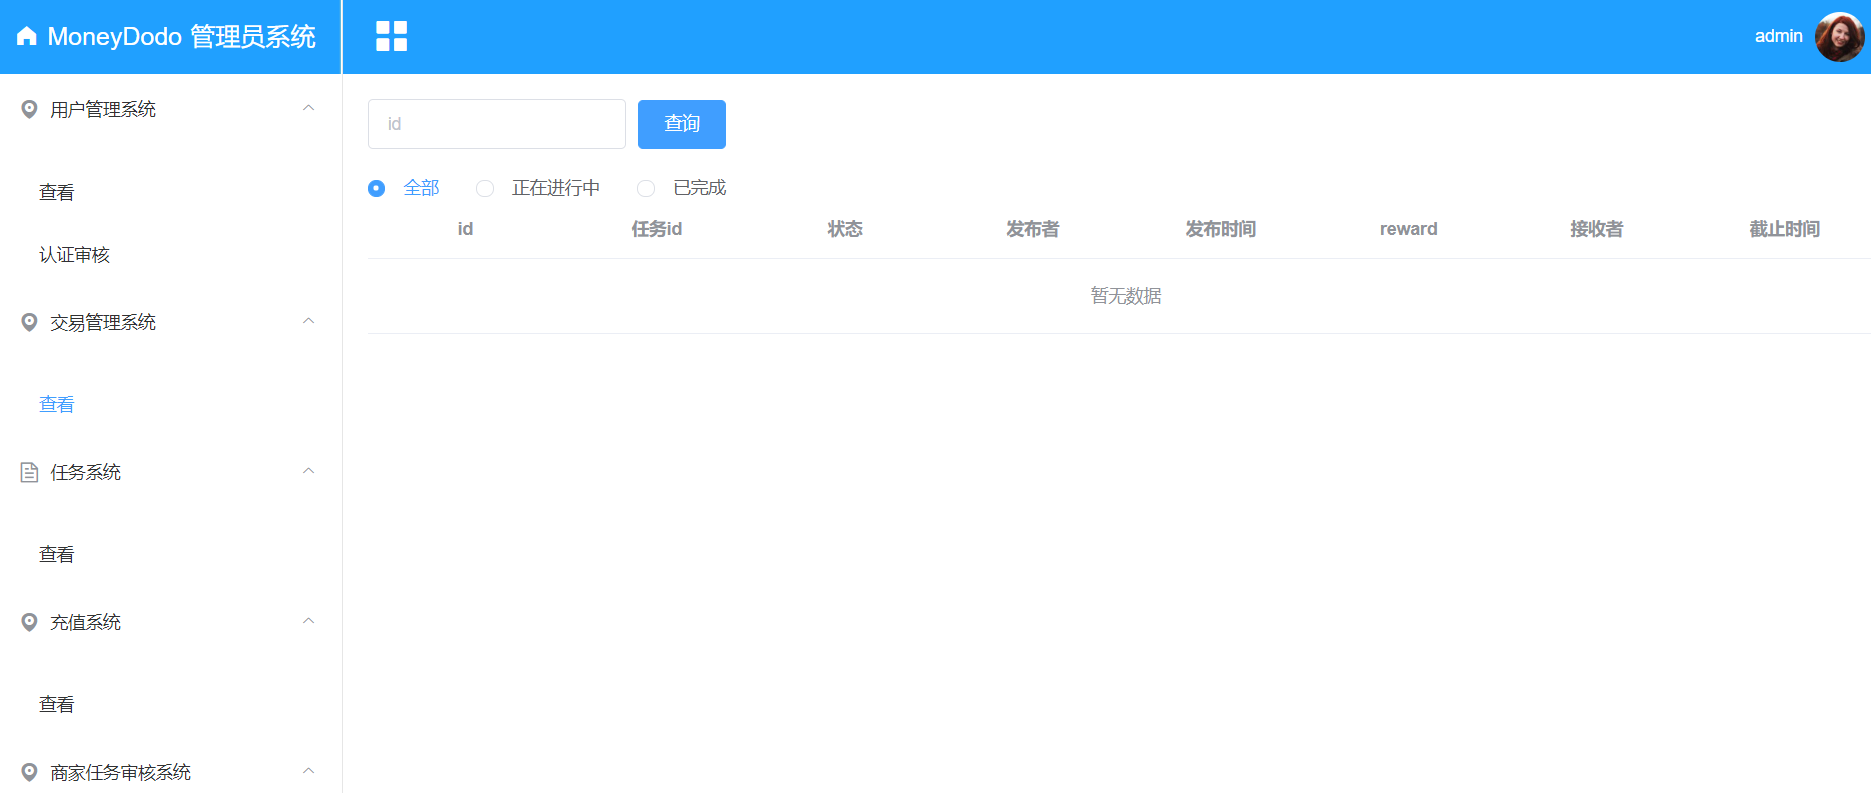 MoneyDodo 管理员系统
admin
用户管理系统
查看
认证审核
交易管理系统
查看
任务系统
查看
充值系统
查看
商家任务审核系统
id
查询
全部 正在进行中 已完成
id 任务id 状态 发布者 发布时间 reward 接收者 截止时间
暂无数据